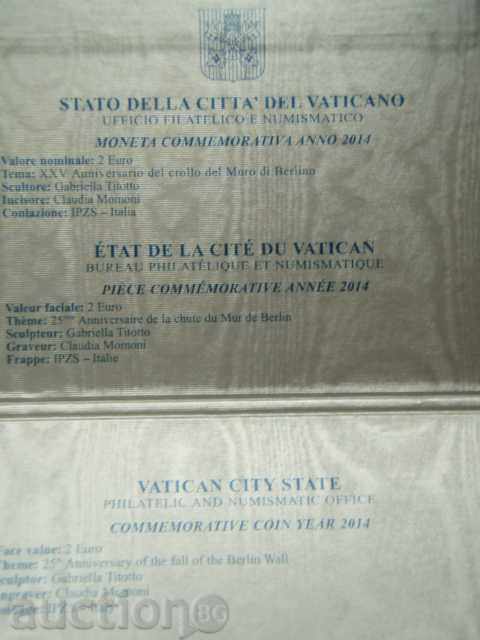 STATO DELLA CITTA' DEL VATICANO
UFFICIO FILATELICO E NUMISMATICO
MONETA COMMEMORATIVA ANNO 2014
Valore nominale: 2 Euro
Tema: XXV Anniversario del crollo del Muro di Berlino
Scultore: Gabriella Titotto
Incisore: Claudia Momoni
Coniazione: IPZS – Italia
ÉTAT DE LA CITÉ DU VATICAN
BUREAU PHILATÉLIQUE ET NUMISMATIQUE
PIÈCE COMMÉMORATIVE ANNÉE 2014
Valeur faciale: 2 Euro
Thème: 25ème Anniversaire de la chute du Mur de Berlin
Sculpteur: Gabriella Titotto
Graveur: Claudia Momoni
Frappe: IPZS – Italie
VATICAN CITY STATE
PHILATELIC AND NUMISMATIC OFFICE
COMMEMORATIVE COIN YEAR 2014
Face value: 2 Euro
Theme: 25th Anniversary of the fall of the Berlin Wall
Sculptor: Gabriella Titotto
Engraver: Claudia Momoni
IPZS – Italy
auction.BG